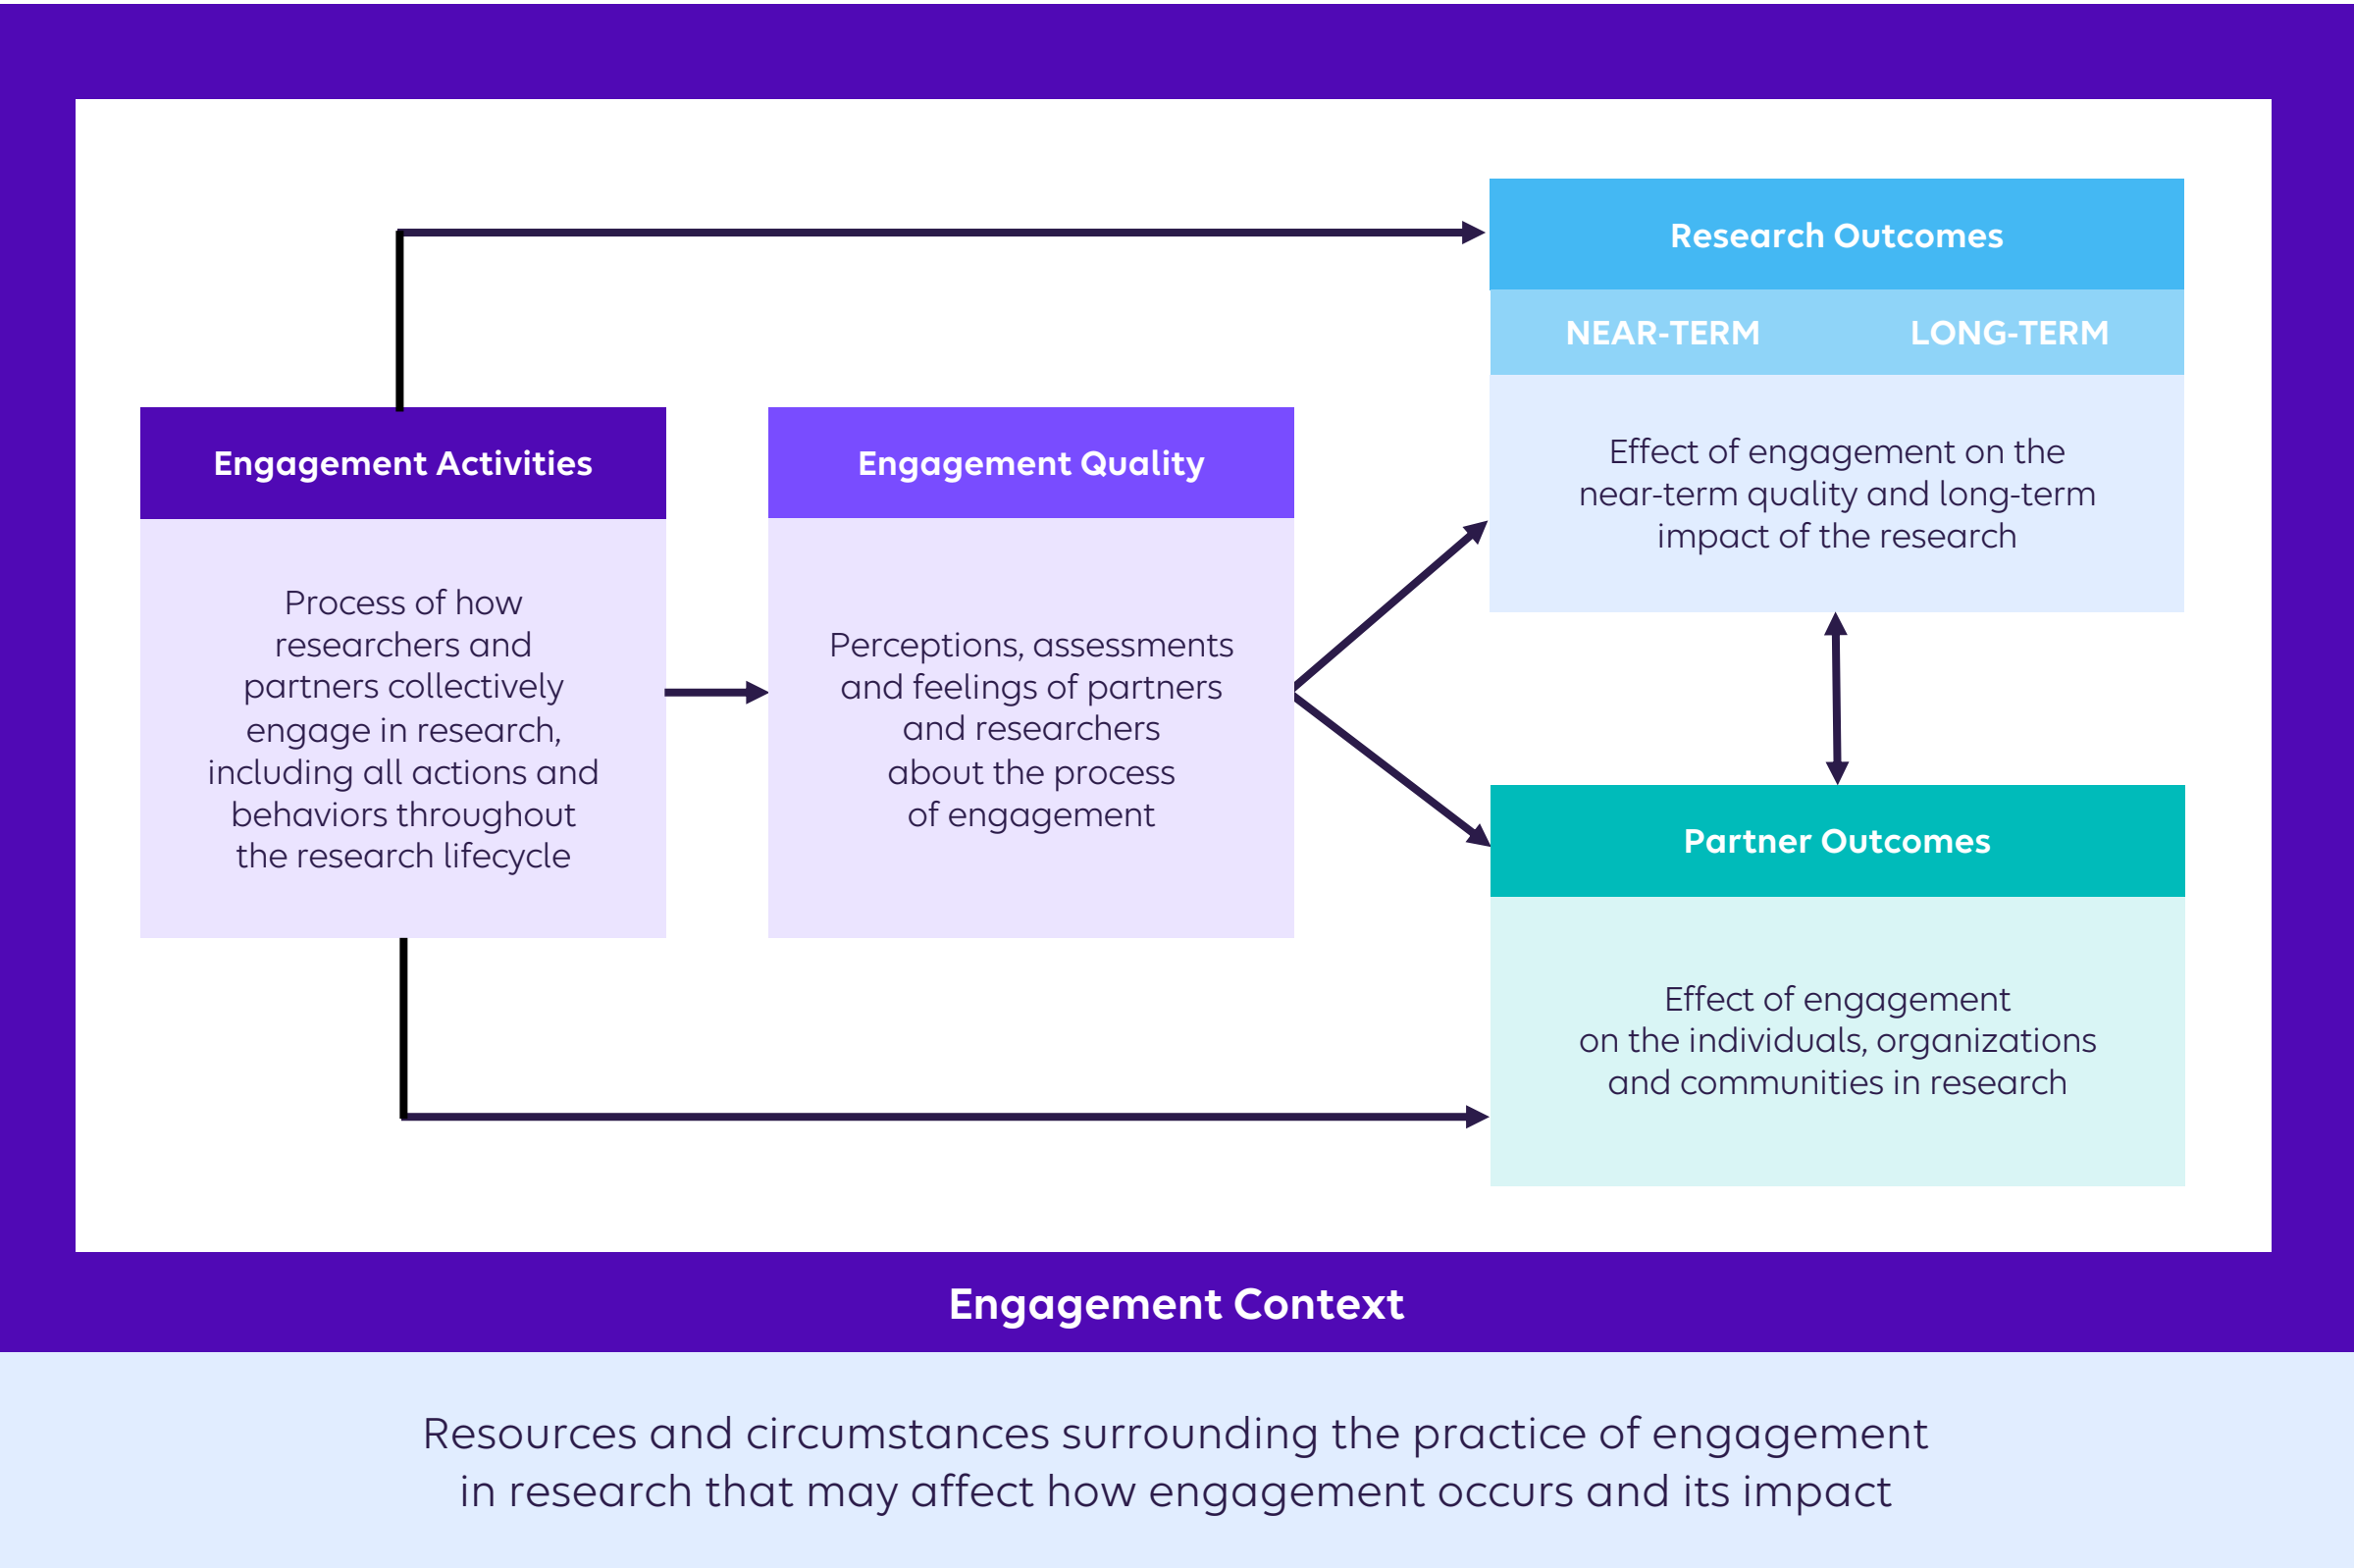 Research Outcomes
NEAR-TERM
LONG-TERM
Effect of engagement on the
near-term quality and long-term
impact of the research
Engagement Activities
Process of how
researchers and
partners collectively
engage in research,
including all actions and
behaviors throughout
the research lifecycle
Engagement Quality
Perceptions, assessments
and feelings of partners
and researchers
about the process
of engagement
Partner Outcomes
Effect of engagement
on the individuals, organizations
and communities in research
Engagement Context
Resources and circumstances surrounding the practice of engagement
in research that may affect how engagement occurs and its impact